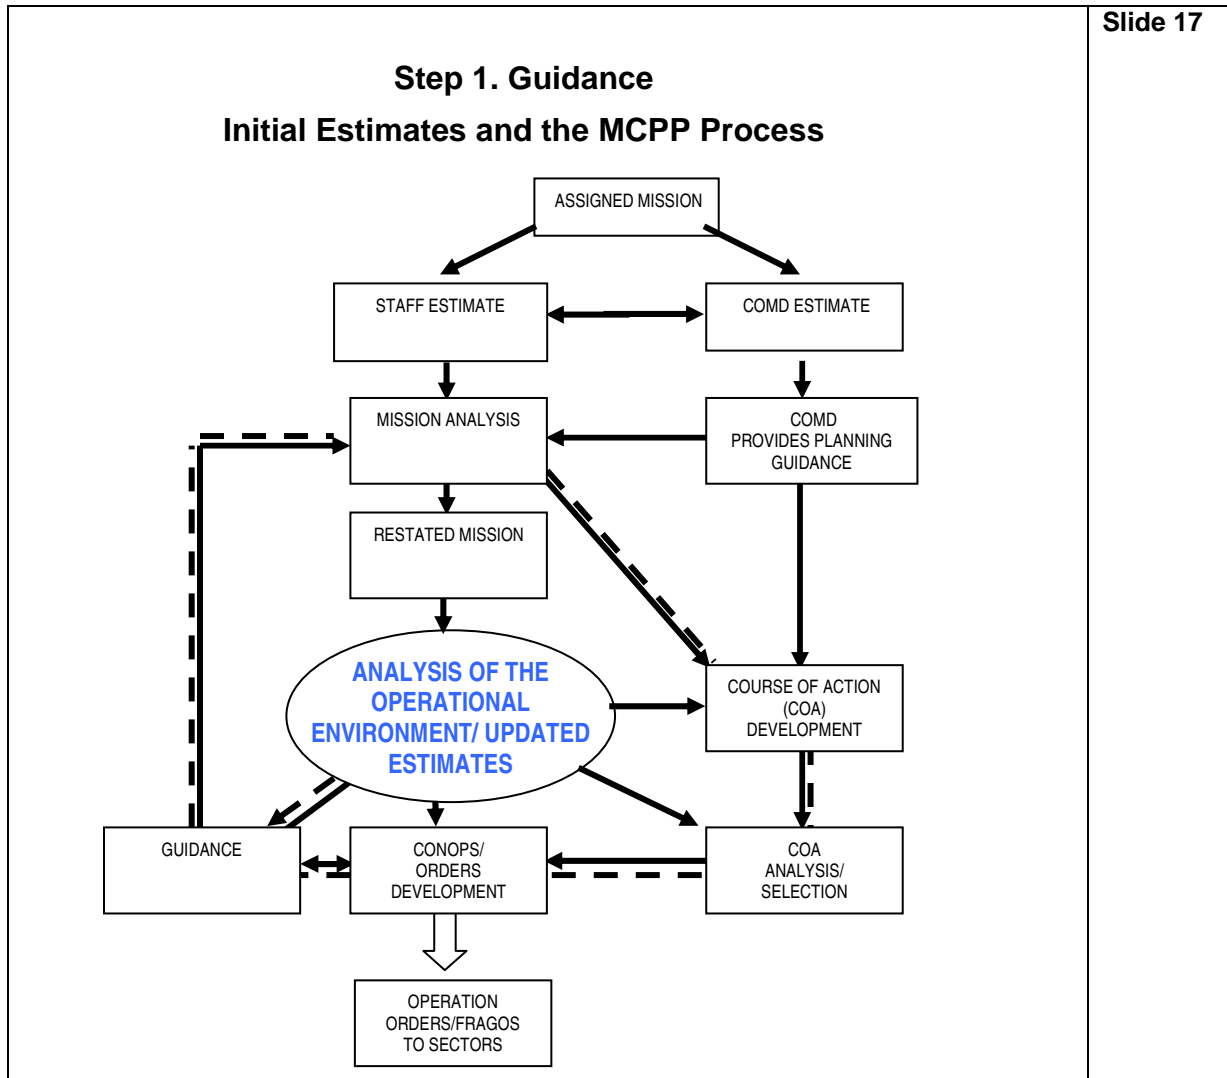 Slide 17
Step 1. Guidance
Initial Estimates and the MCPP Process
ASSIGNED MISSION
STAFF ESTIMATE
COMD ESTIMATE
MISSION ANALYSIS
COMD
PROVIDES PLANNING
GUIDANCE
RESTATED MISSION
ANALYSIS OF THE
OPERATIONAL
ENVIRONMENT/ UPDATED
ESTIMATES
COURSE OF ACTION
(COA)
DEVELOPMENT
GUIDANCE
CONOPS/
ORDERS
DEVELOPMENT
COA
ANALYSIS/
SELECTION
OPERATION
ORDERS/FRAGOS
TO SECTORS